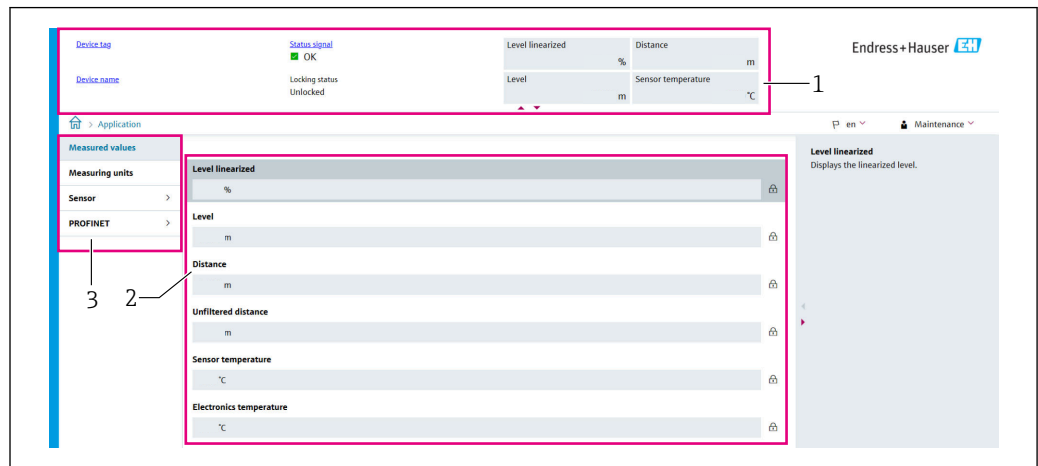 Device tag
Status signal
OK
Level linearized
%
Distance
m
Endress+Hauser EH
Device name
Locking status
Unlocked
Level
m
Sensor temperature
°C
1
> Application
en
Maintenance
Measured values
Measuring units
Sensor >
PROFINET >
Level linearized
%
Level
m
Distance
m
Unfiltered distance
m
Sensor temperature
°C
Electronics temperature
°C
Level linearized
Displays the linearized level.
3
2